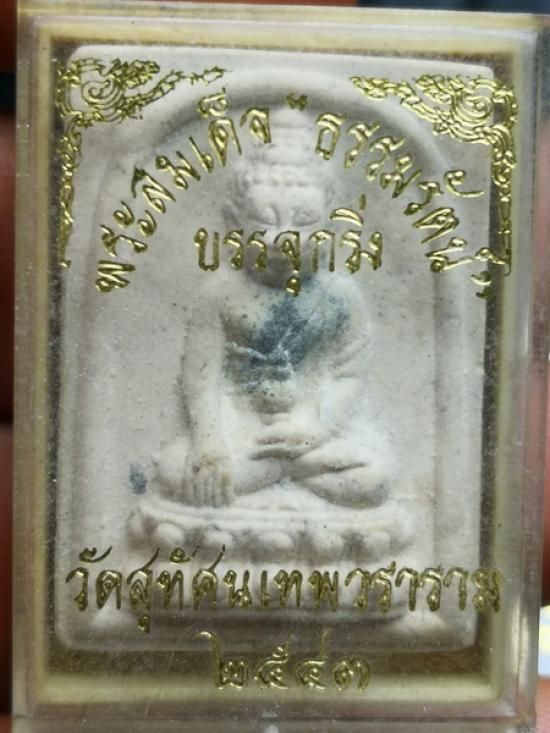 พระสมเด็จ "ธรรมรัตน์"
บรรจุกริ่ง
วัดสุทัศนเทพวราราม
๒๕๔๗